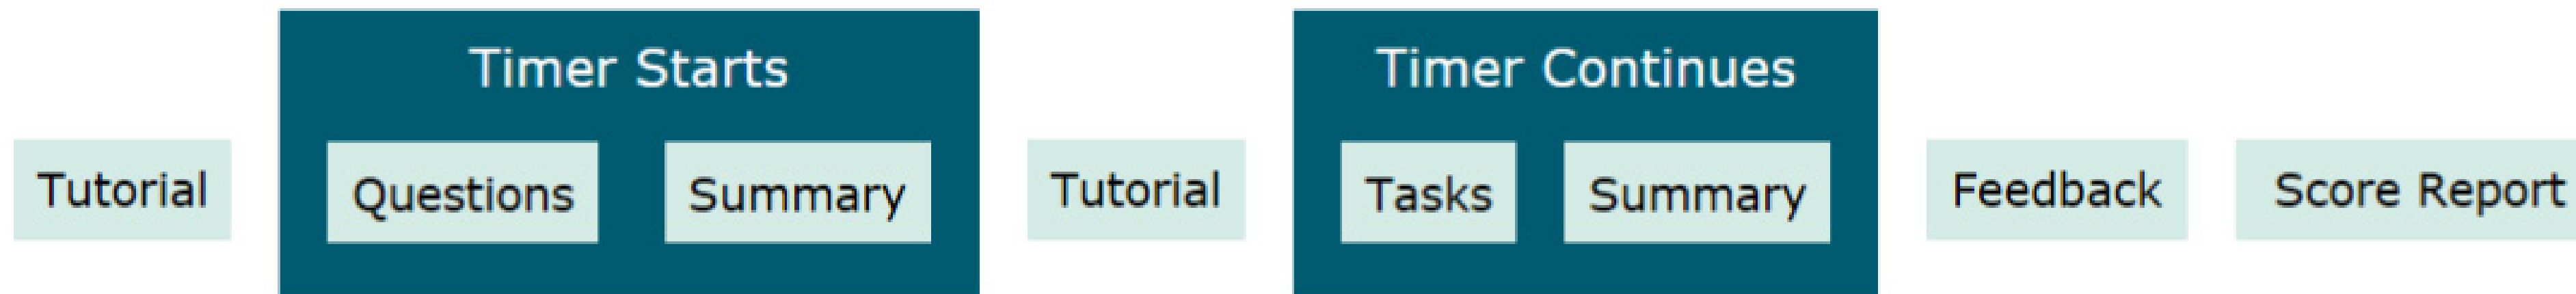 Tutorial
Timer Starts
Questions
Summary
Tutorial
Timer Continues
Tasks
Summary
Feedback
Score Report